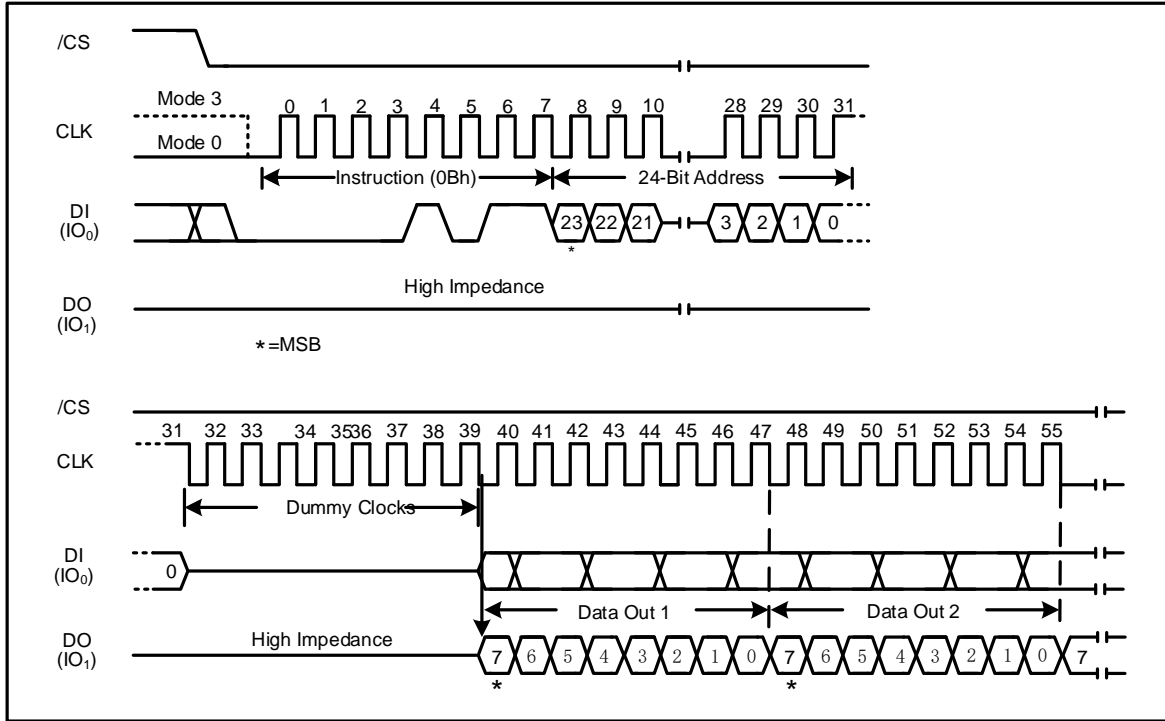 /CS
Mode 3
0 1 2 3 4 5 6 7 8 9 10 28 29 30 31
CLK
Mode 0
Instruction (0Bh) 24-Bit Address
DI
(IO0)
23 22 21 3 2 1 0
*
High Impedance
DO
(IO1)
*=MSB
/CS
31 32 33 34 35 36 37 38 39 40 41 42 43 44 45 46 47 48 49 50 51 52 53 54 55
CLK
Dummy Clocks
DI
(IO0)
0
Data Out 1 Data Out 2
DO
(IO1)
High Impedance
7 6 5 4 3 2 1 0 7 6 5 4 3 2 1 0 7
* *